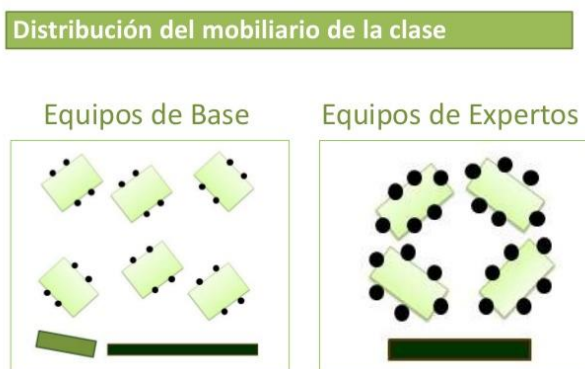 Distribución del mobiliario de la clase
Equipos de Base
Equipos de Expertos